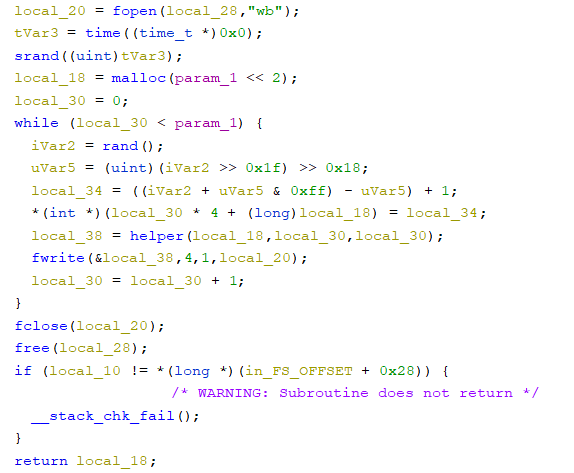 local_20 = fopen(local_28,"wb");
tVar3 = time((time_t *)0x0);
srand((uint)tVar3);
local_18 = malloc(param_1 << 2);
local_30 = 0;
while (local_30 < param_1) {
iVar2 = rand();
uVar5 = (uint)(iVar2 >> 0x1f) >> 0x18;
local_34 = ((iVar2 + uVar5 & 0xff) - uVar5) + 1;
*(int *)(local_30 * 4 + (long)local_18) = local_34;
local_38 = helper(local_18,local_30,local_30);
fwrite(&local_38,4,1,local_20);
local_30 = local_30 + 1;
}
fclose(local_20);
free(local_28);
if (local_10 != *(long *)(in_FS_OFFSET + 0x28)) {
/* WARNING: Subroutine does not return */
__stack_chk_fail();
}
return local_18;